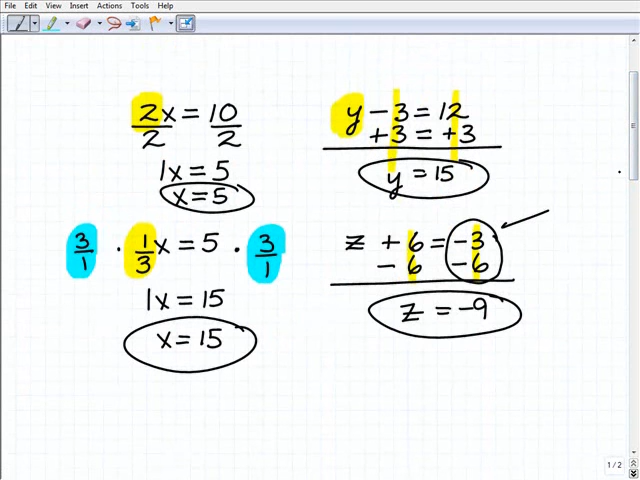 File Edit View Insert Actions Tools Help
2x = 10
2 2
1x = 5
x = 5
y - 3 = 12
+3 = +3
y = 15
3/1 · 1/3 x = 5 · 3/1
1x = 15
x = 15
z + 6 = -3
- 6 - 6
z = -9
1/2